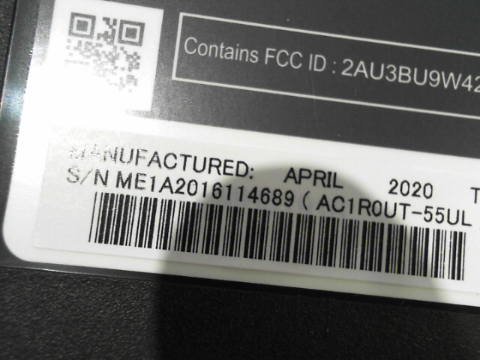 Contains FCC ID : 2AU3BU9W42
MANUFACTURED: APRIL 2020 T
S/N ME1A2016114689 ( AC1R0UT-55UL